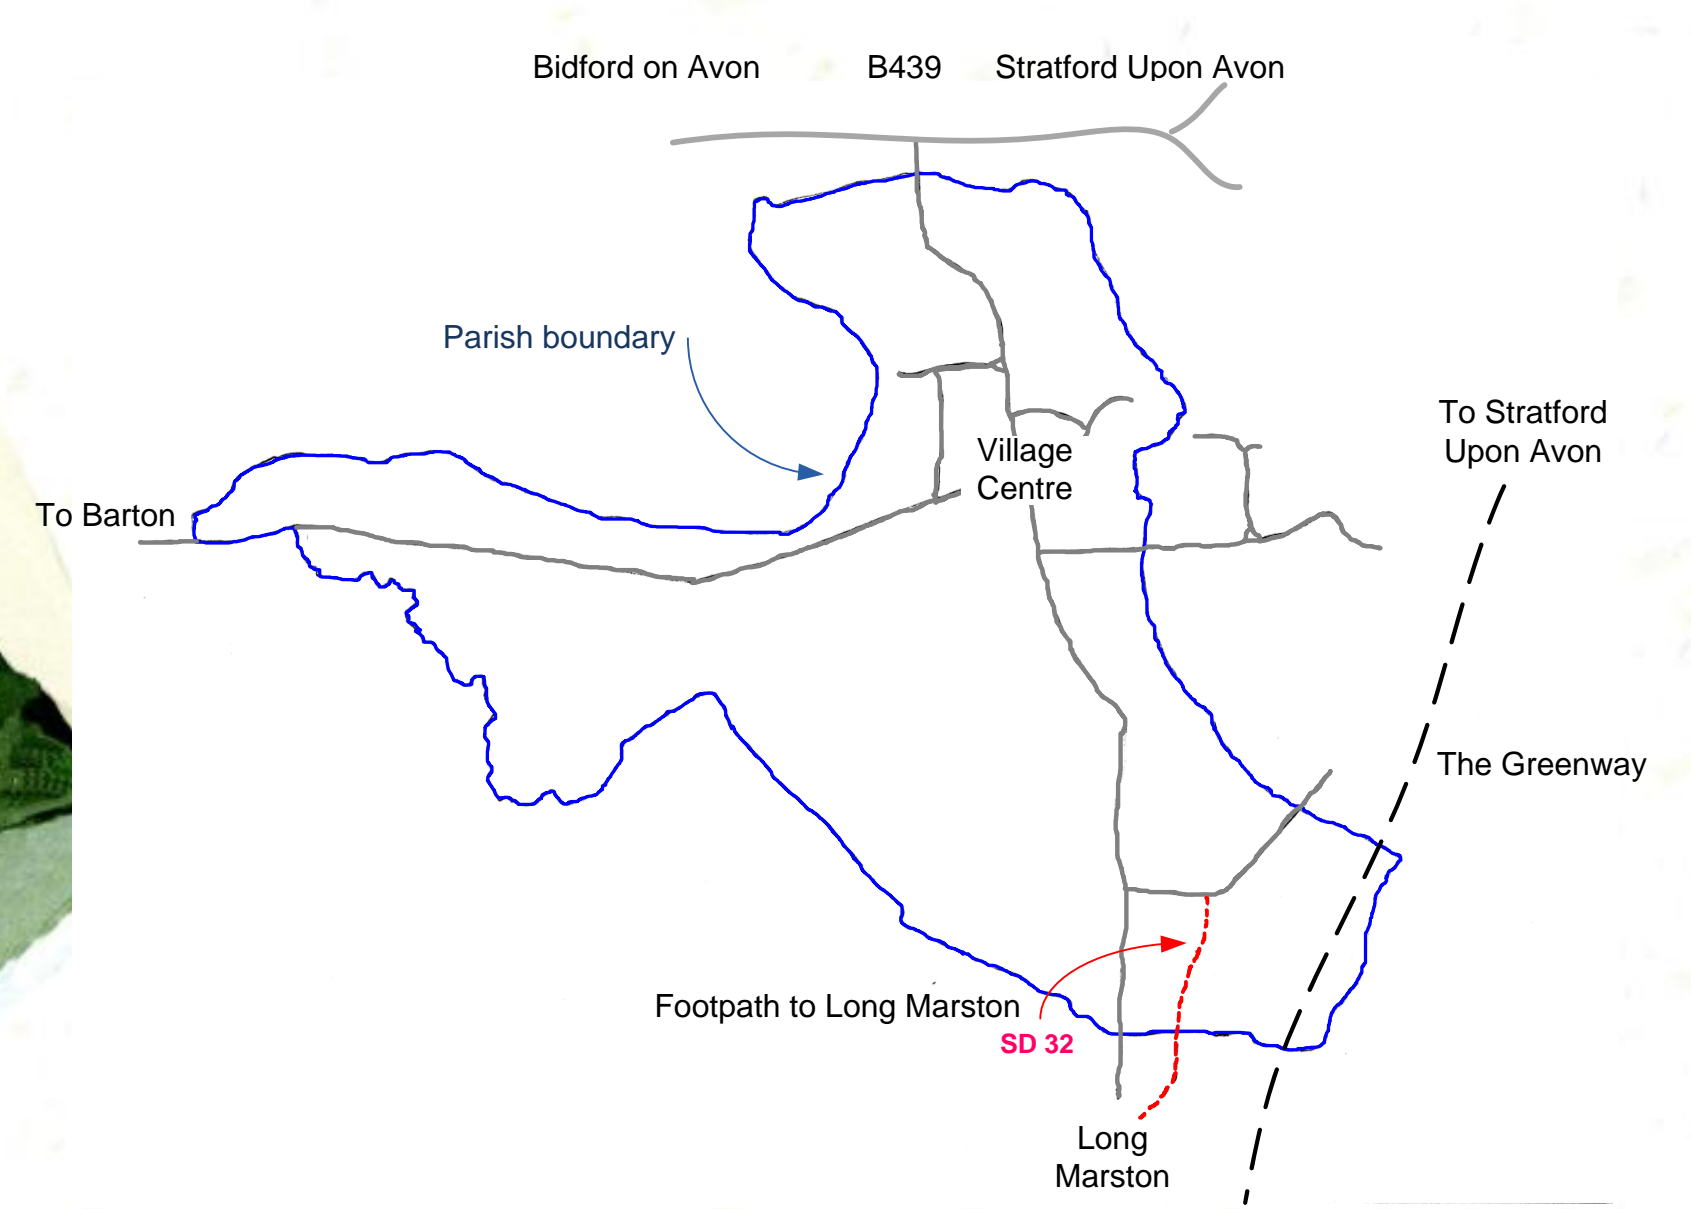 Bidford on Avon B439 Stratford Upon Avon
Parish boundary
To Stratford
Upon Avon
Village
Centre
To Barton
The Greenway
Footpath to Long Marston
SD 32
Long
Marston